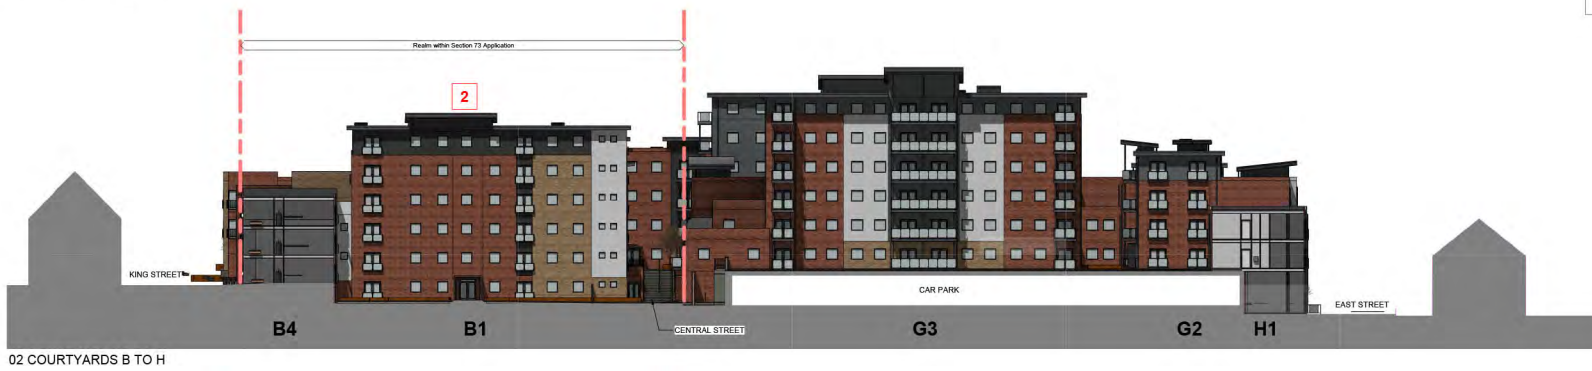 Realm within Section 73 Application
2
KING STREET
CAR PARK
EAST STREET
CENTRAL STREET
B4
B1
G3
G2
H1
02 COURTYARDS B TO H